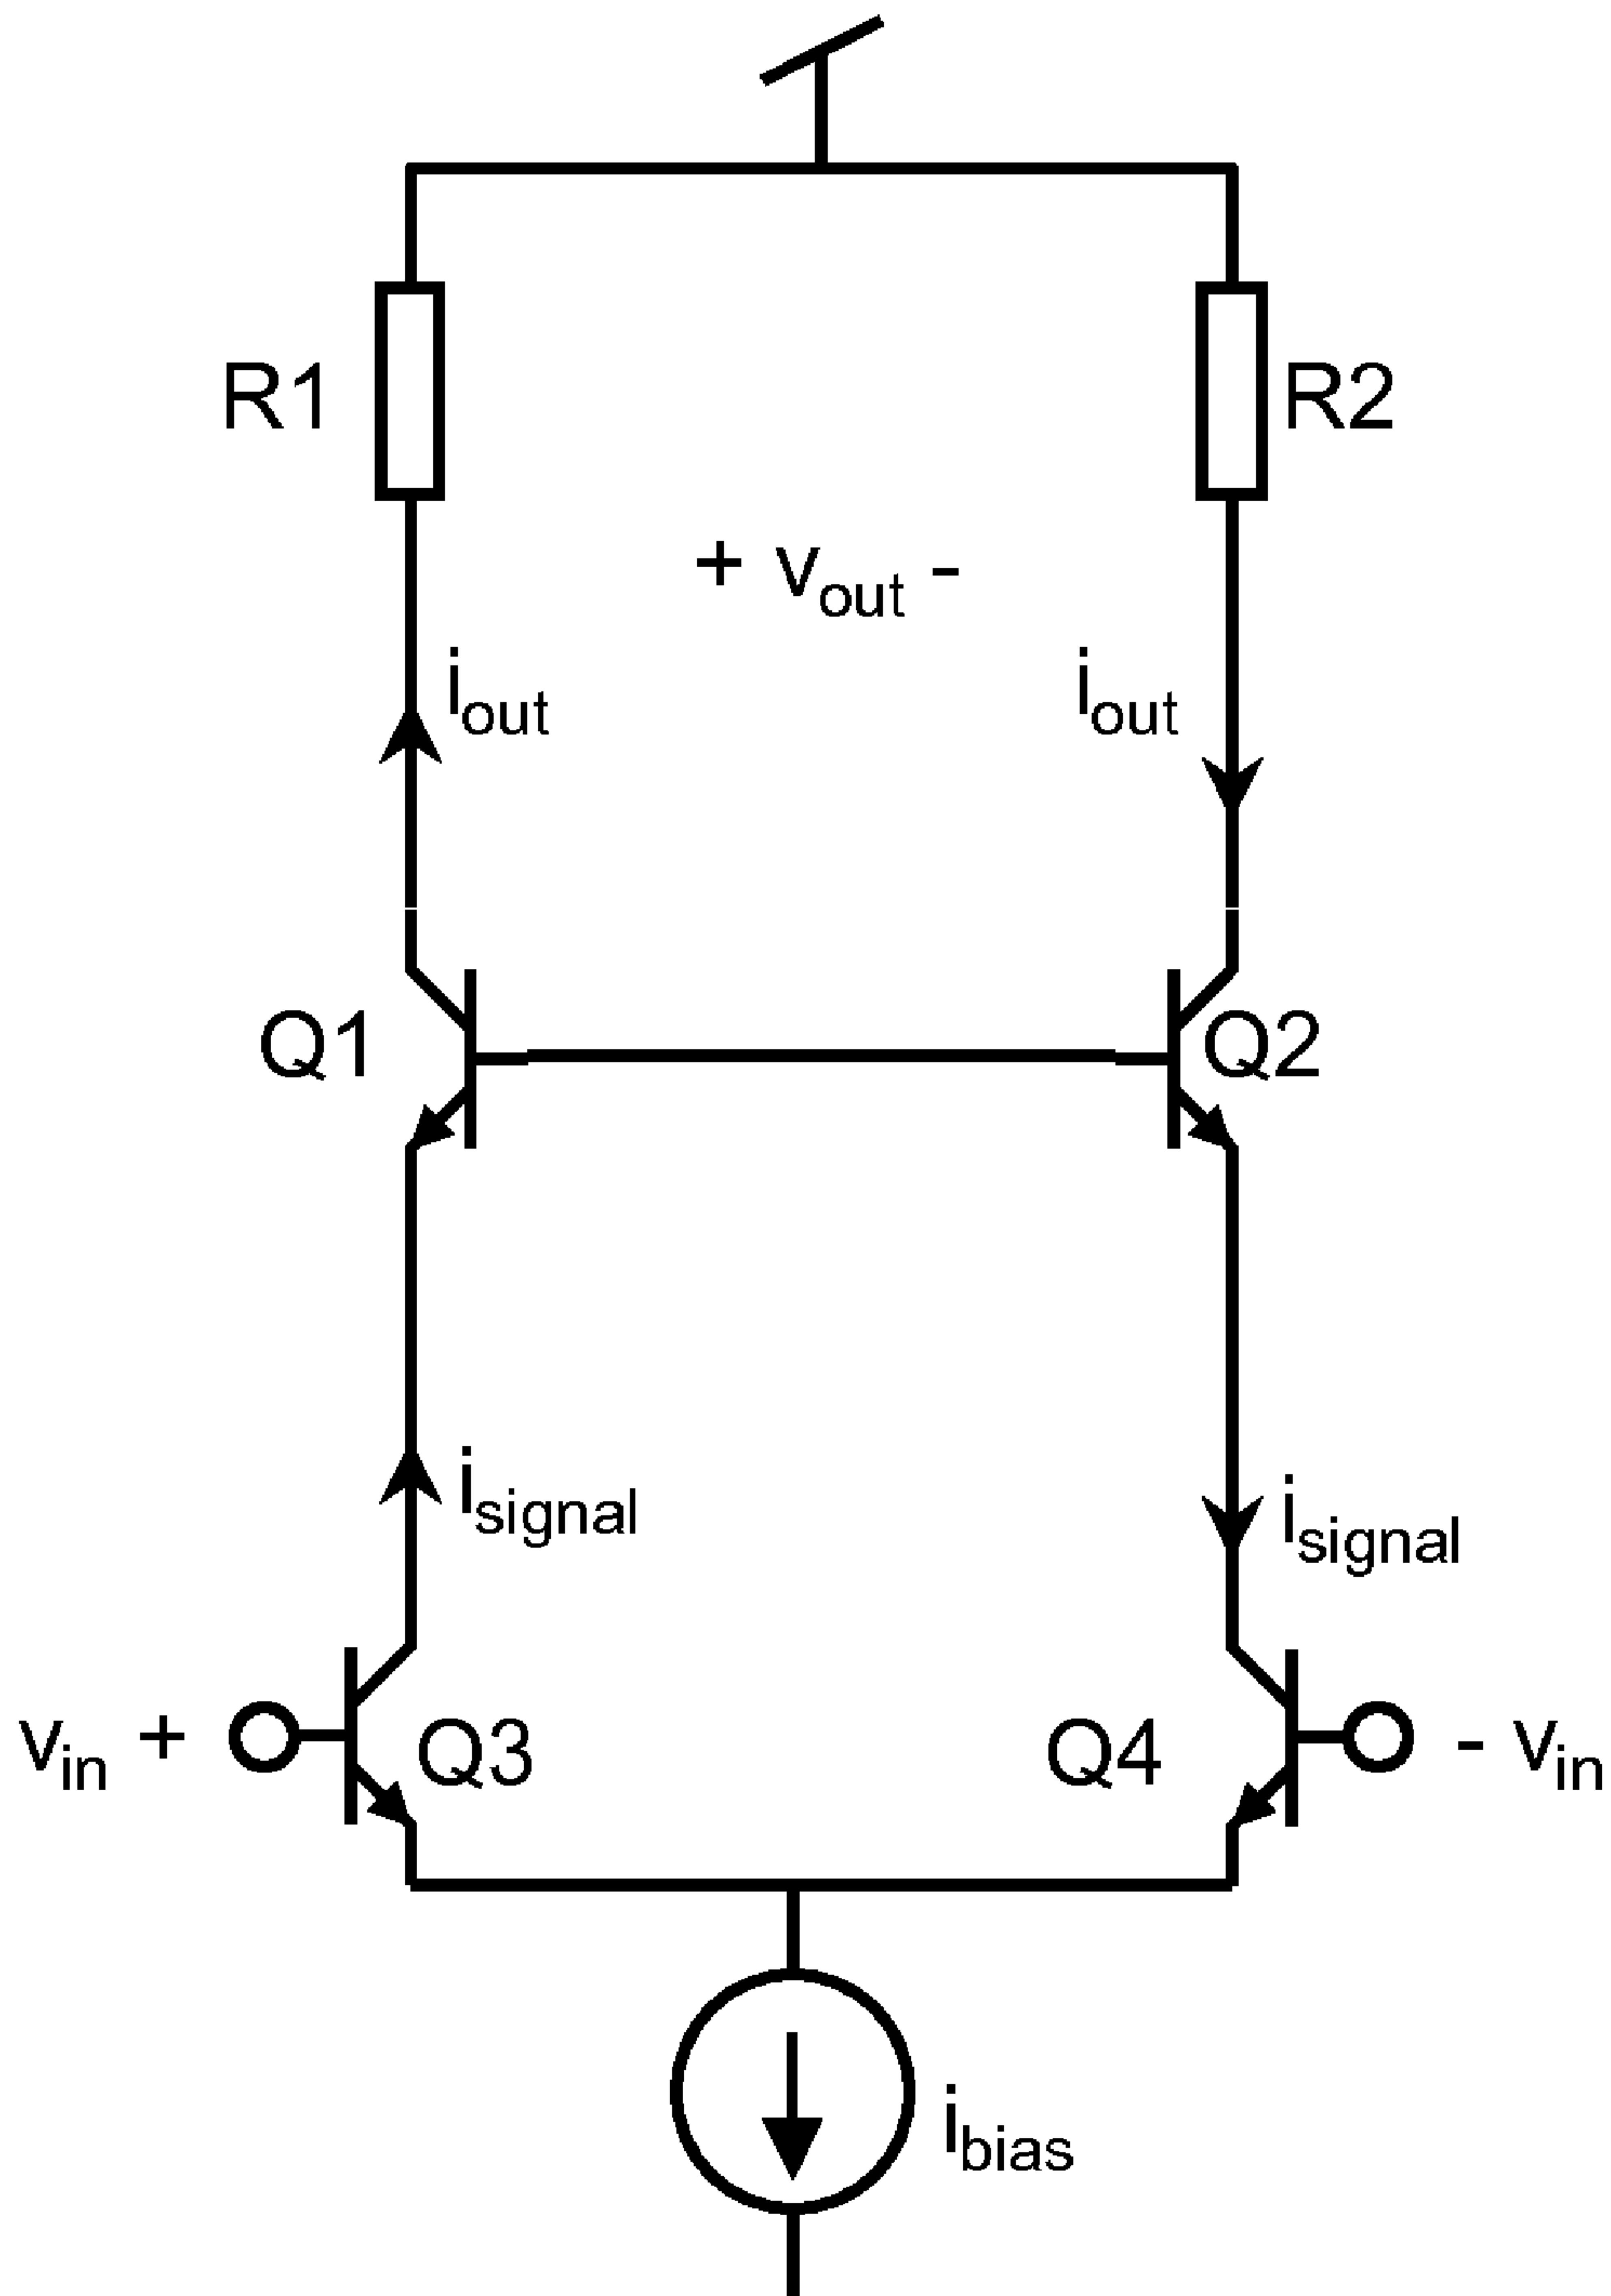 R1
R2
+ vout -
iout
iout
Q1
Q2
isignal
isignal
vin +
Q3
Q4
- vin
ibias